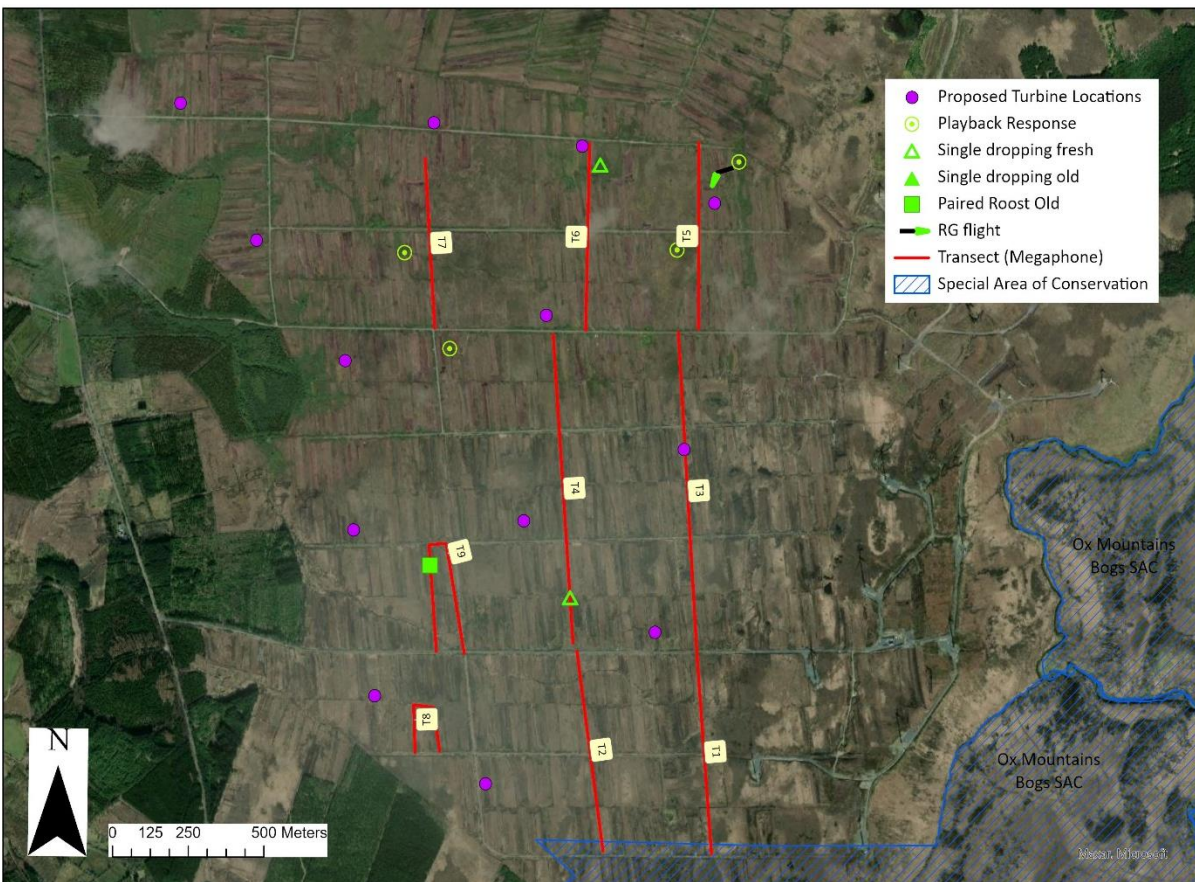 Proposed Turbine Locations
Playback Response
Single dropping fresh
Single dropping old
Paired Roost Old
RG flight
Transect (Megaphone)
Special Area of Conservation
T7
T6
T5
T4
T3
T9
T8
T2
T1
Ox Mountains
Bogs SAC
Ox Mountains
Bogs SAC
N
0 125 250 500 Meters
Maxar, Microsoft